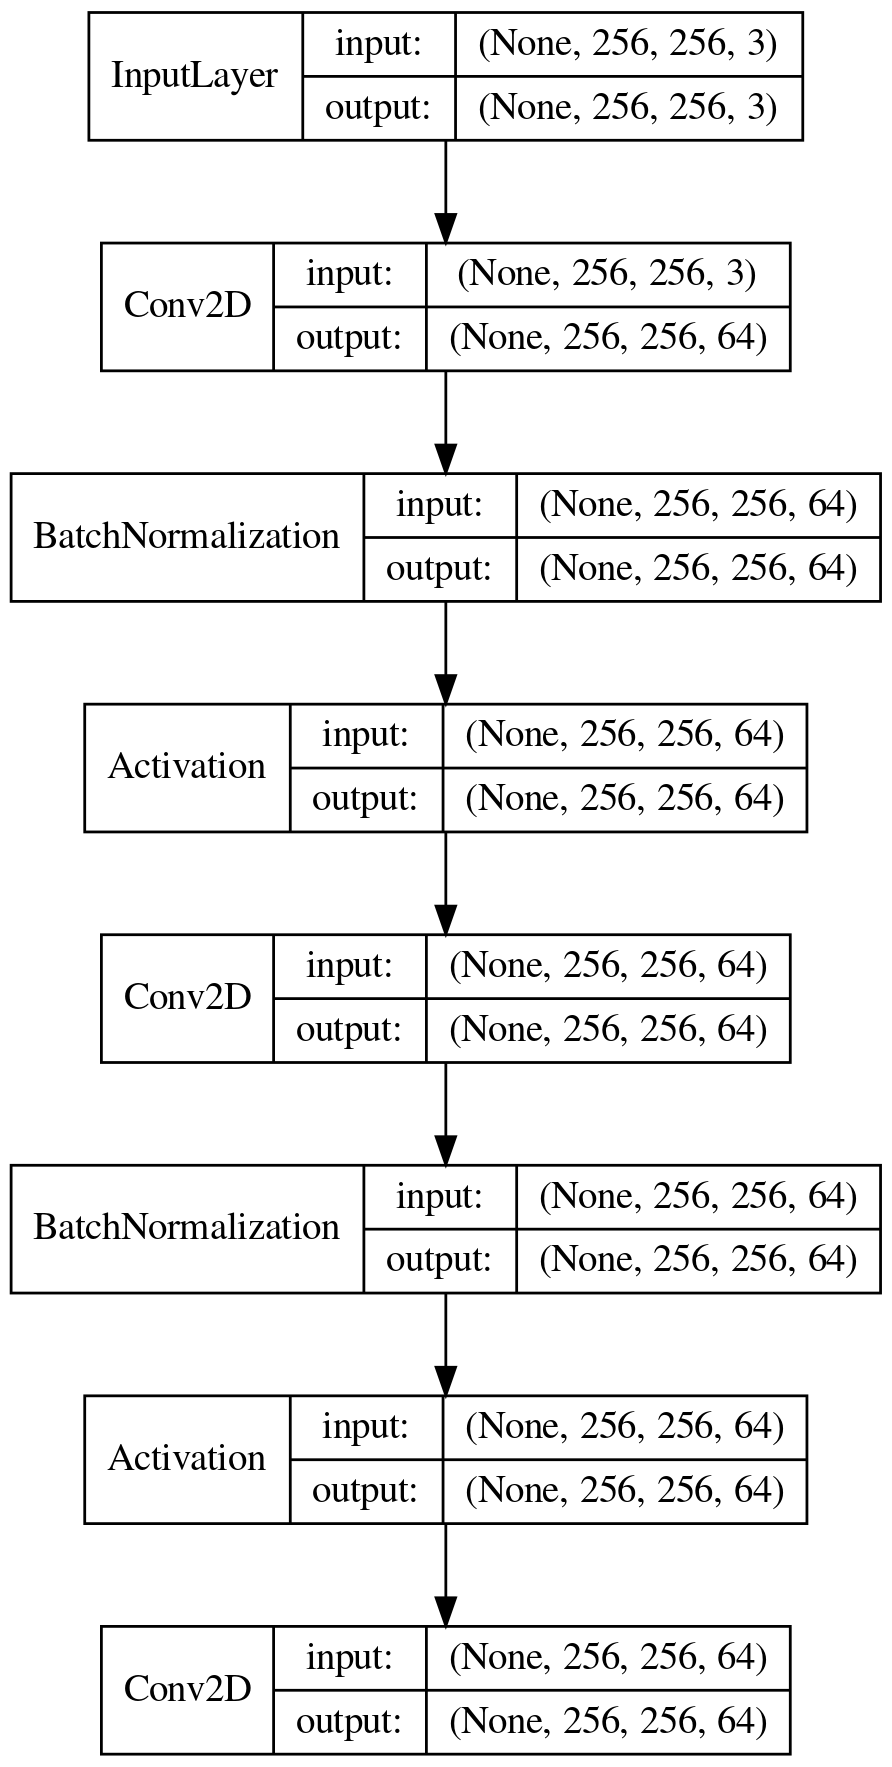 InputLayer
input: (None, 256, 256, 3)
output: (None, 256, 256, 3)
Conv2D
input: (None, 256, 256, 3)
output: (None, 256, 256, 64)
BatchNormalization
input: (None, 256, 256, 64)
output: (None, 256, 256, 64)
Activation
input: (None, 256, 256, 64)
output: (None, 256, 256, 64)
Conv2D
input: (None, 256, 256, 64)
output: (None, 256, 256, 64)
BatchNormalization
input: (None, 256, 256, 64)
output: (None, 256, 256, 64)
Activation
input: (None, 256, 256, 64)
output: (None, 256, 256, 64)
Conv2D
input: (None, 256, 256, 64)
output: (None, 256, 256, 64)